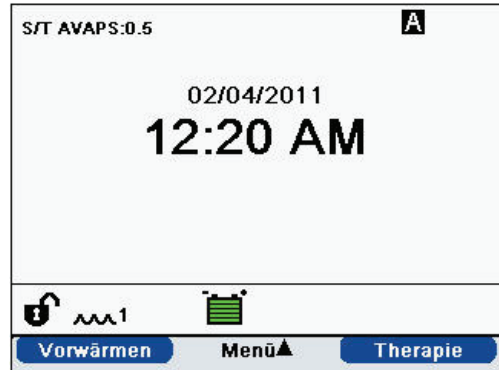 S/T AVAPS:0.5 A
02/04/2011
12:20 AM
1
Vorwärmen Menü▲ Therapie